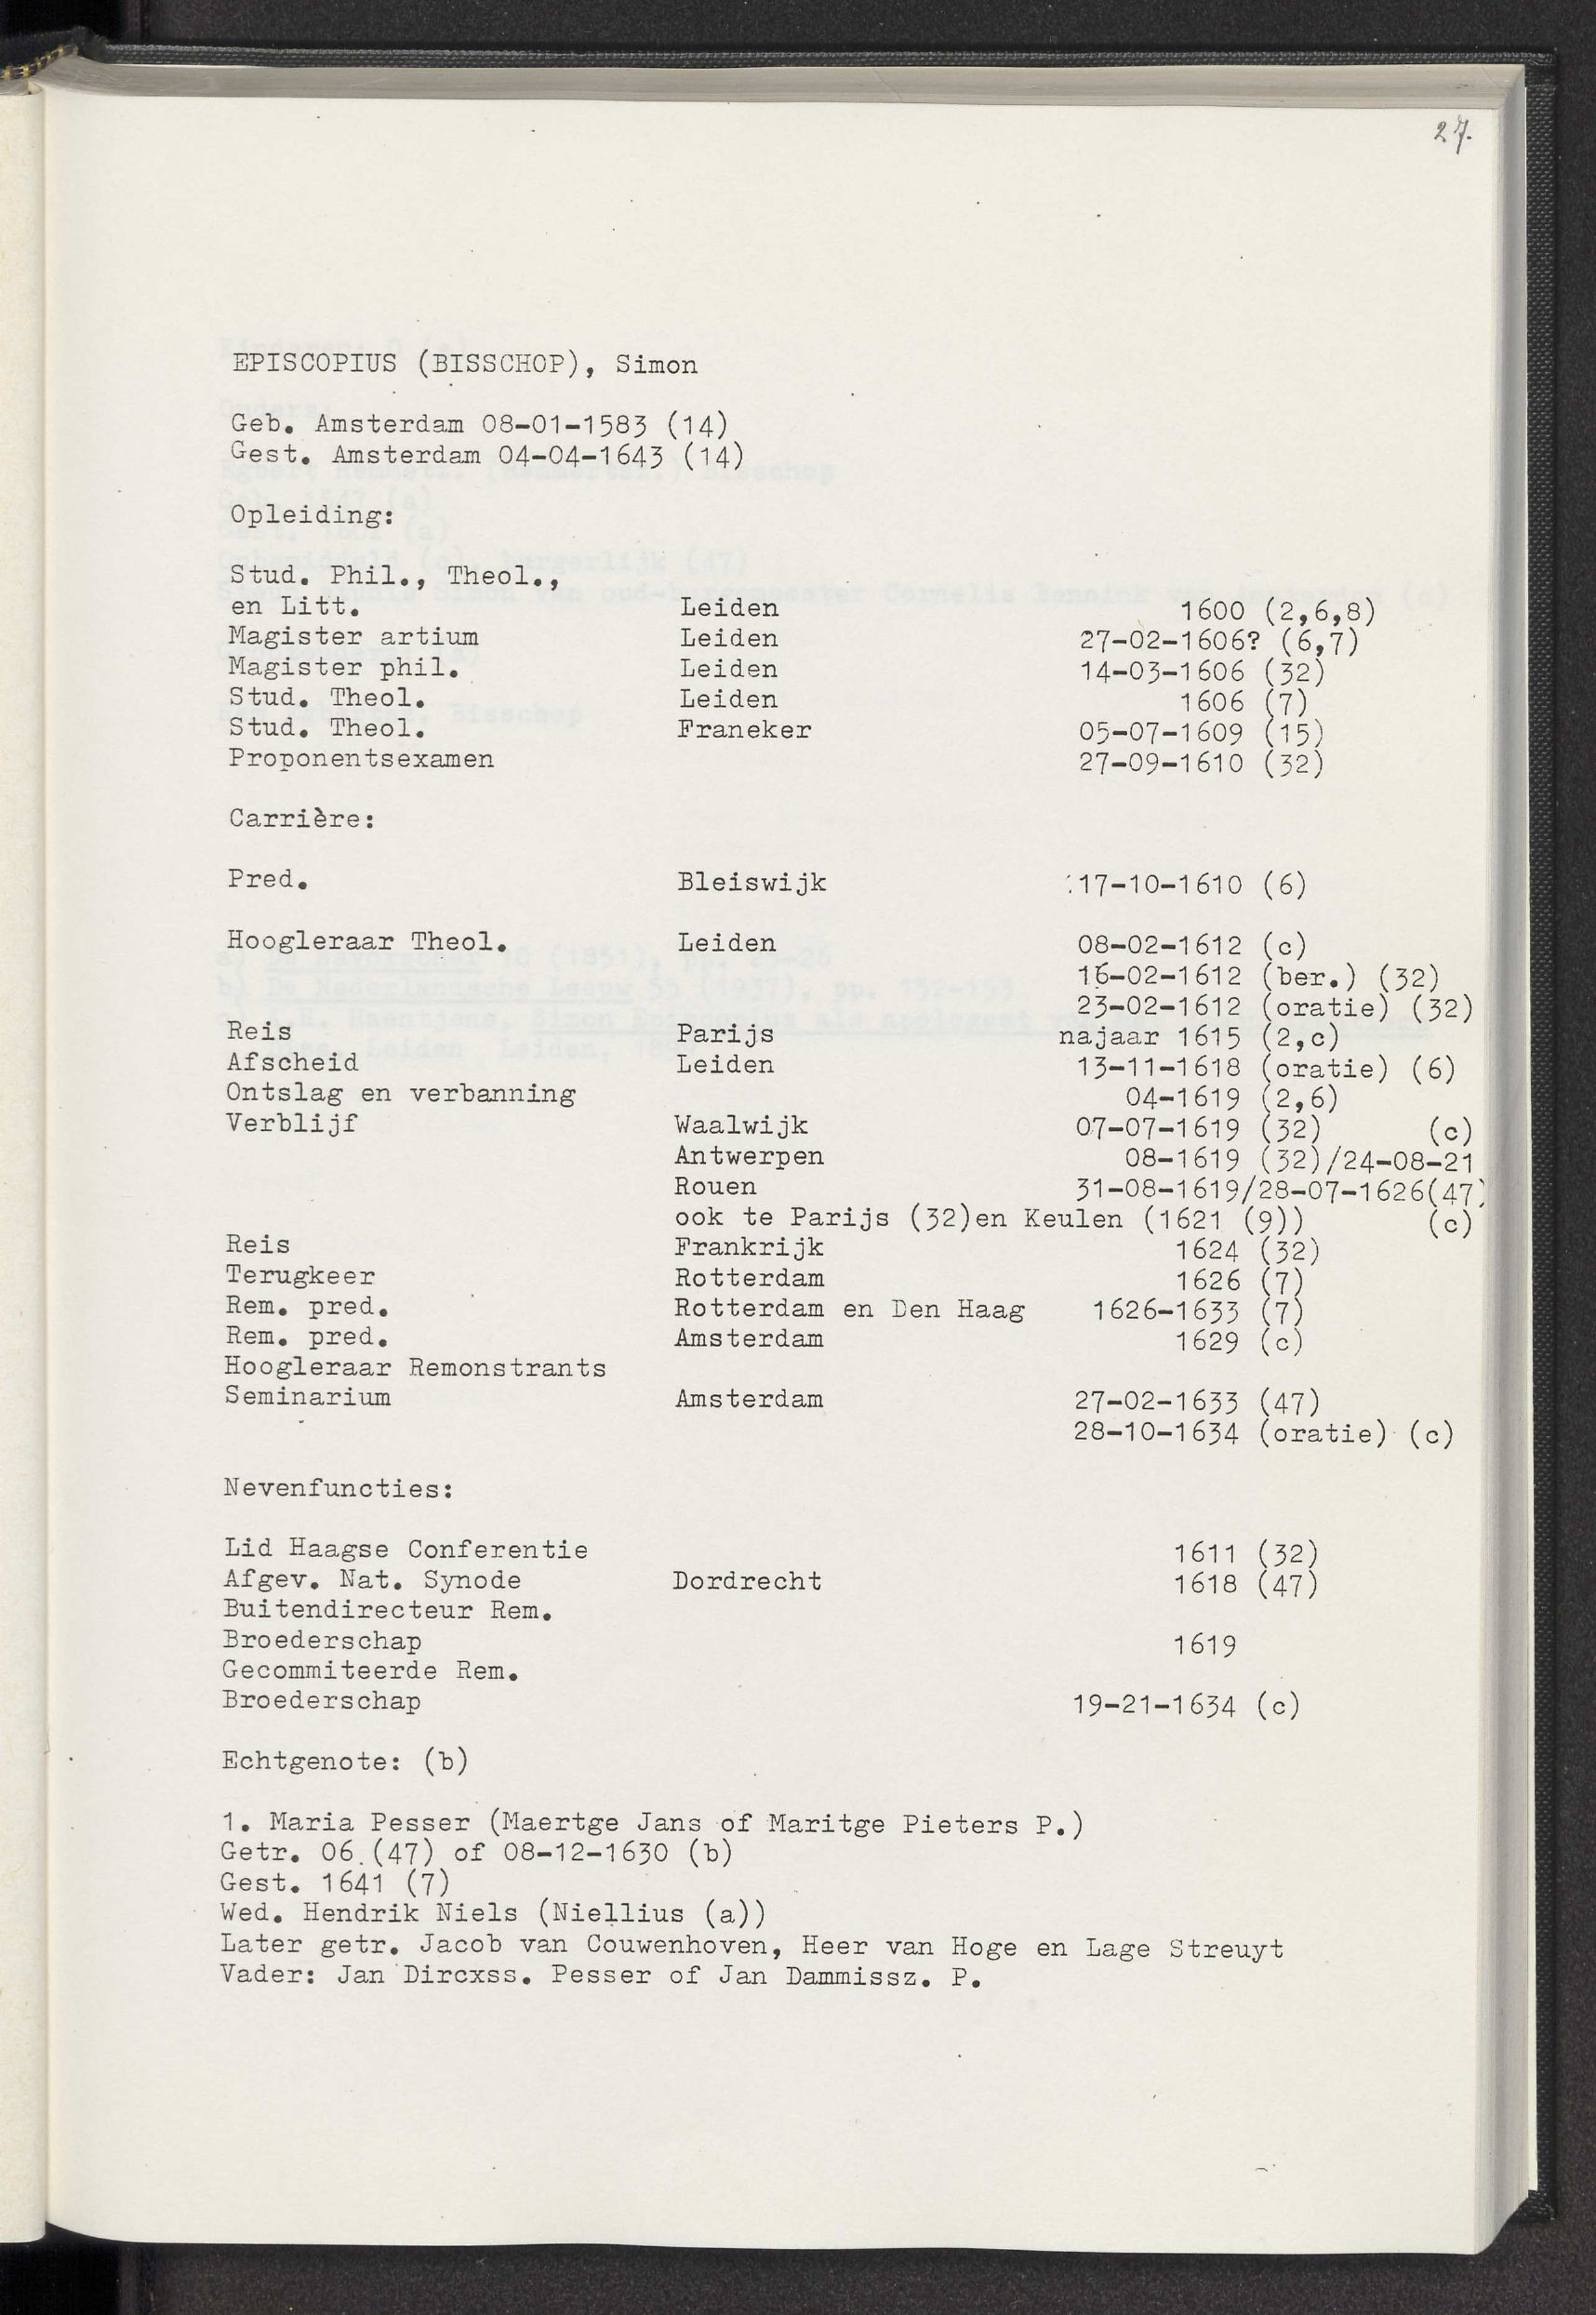 27.
EPISCOPIUS (BISSCHOP), Simon
Geb. Amsterdam 08-01-1583 (14)
Gest. Amsterdam 04-04-1643 (14)
Opleiding:
Stud. Phil., Theol.,
en Litt. Leiden 1600 (2,6,8)
Magister artium Leiden 27-02-1606? (6,7)
Magister phil. Leiden 14-03-1606 (32)
Stud. Theol. Leiden 1606 (7)
Stud. Theol. Franeker 05-07-1609 (15)
Proponentsexamen 27-09-1610 (32)
Carrière:
Pred. Bleiswijk 17-10-1610 (6)
Hoogleraar Theol. Leiden 08-02-1612 (c)
16-02-1612 (ber.) (32)
23-02-1612 (oratie) (32)
Reis Parijs najaar 1615 (2,c)
Afscheid Leiden 13-11-1618 (oratie) (6)
Ontslag en verbanning 04-1619 (2,6)
Verblijf Waalwijk 07-07-1619 (32) (c)
Antwerpen 08-1619 (32)/24-08-21
Rouen 31-08-1619/28-07-1626(47)
ook te Parijs (32)en Keulen (1621 (9)) (c)
Reis Frankrijk 1624 (32)
Terugkeer Rotterdam 1626 (7)
Rem. pred. Rotterdam en Den Haag 1626-1633 (7)
Rem. pred. Amsterdam 1629 (c)
Hoogleraar Remonstrants
Seminarium Amsterdam 27-02-1633 (47)
28-10-1634 (oratie) (c)
Nevenfuncties:
Lid Haagse Conferentie 1611 (32)
Afgev. Nat. Synode Dordrecht 1618 (47)
Buitendirecteur Rem.
Broederschap 1619
Gecommiteerde Rem.
Broederschap 19-21-1634 (c)
Echtgenote: (b)
1. Maria Pesser (Maertge Jans of Maritge Pieters P.)
Getr. 06.(47) of 08-12-1630 (b)
Gest. 1641 (7)
Wed. Hendrik Niels (Niellius (a))
Later getr. Jacob van Couwenhoven, Heer van Hoge en Lage Streuyt
Vader: Jan Dircxss. Pesser of Jan Dammissz. P.